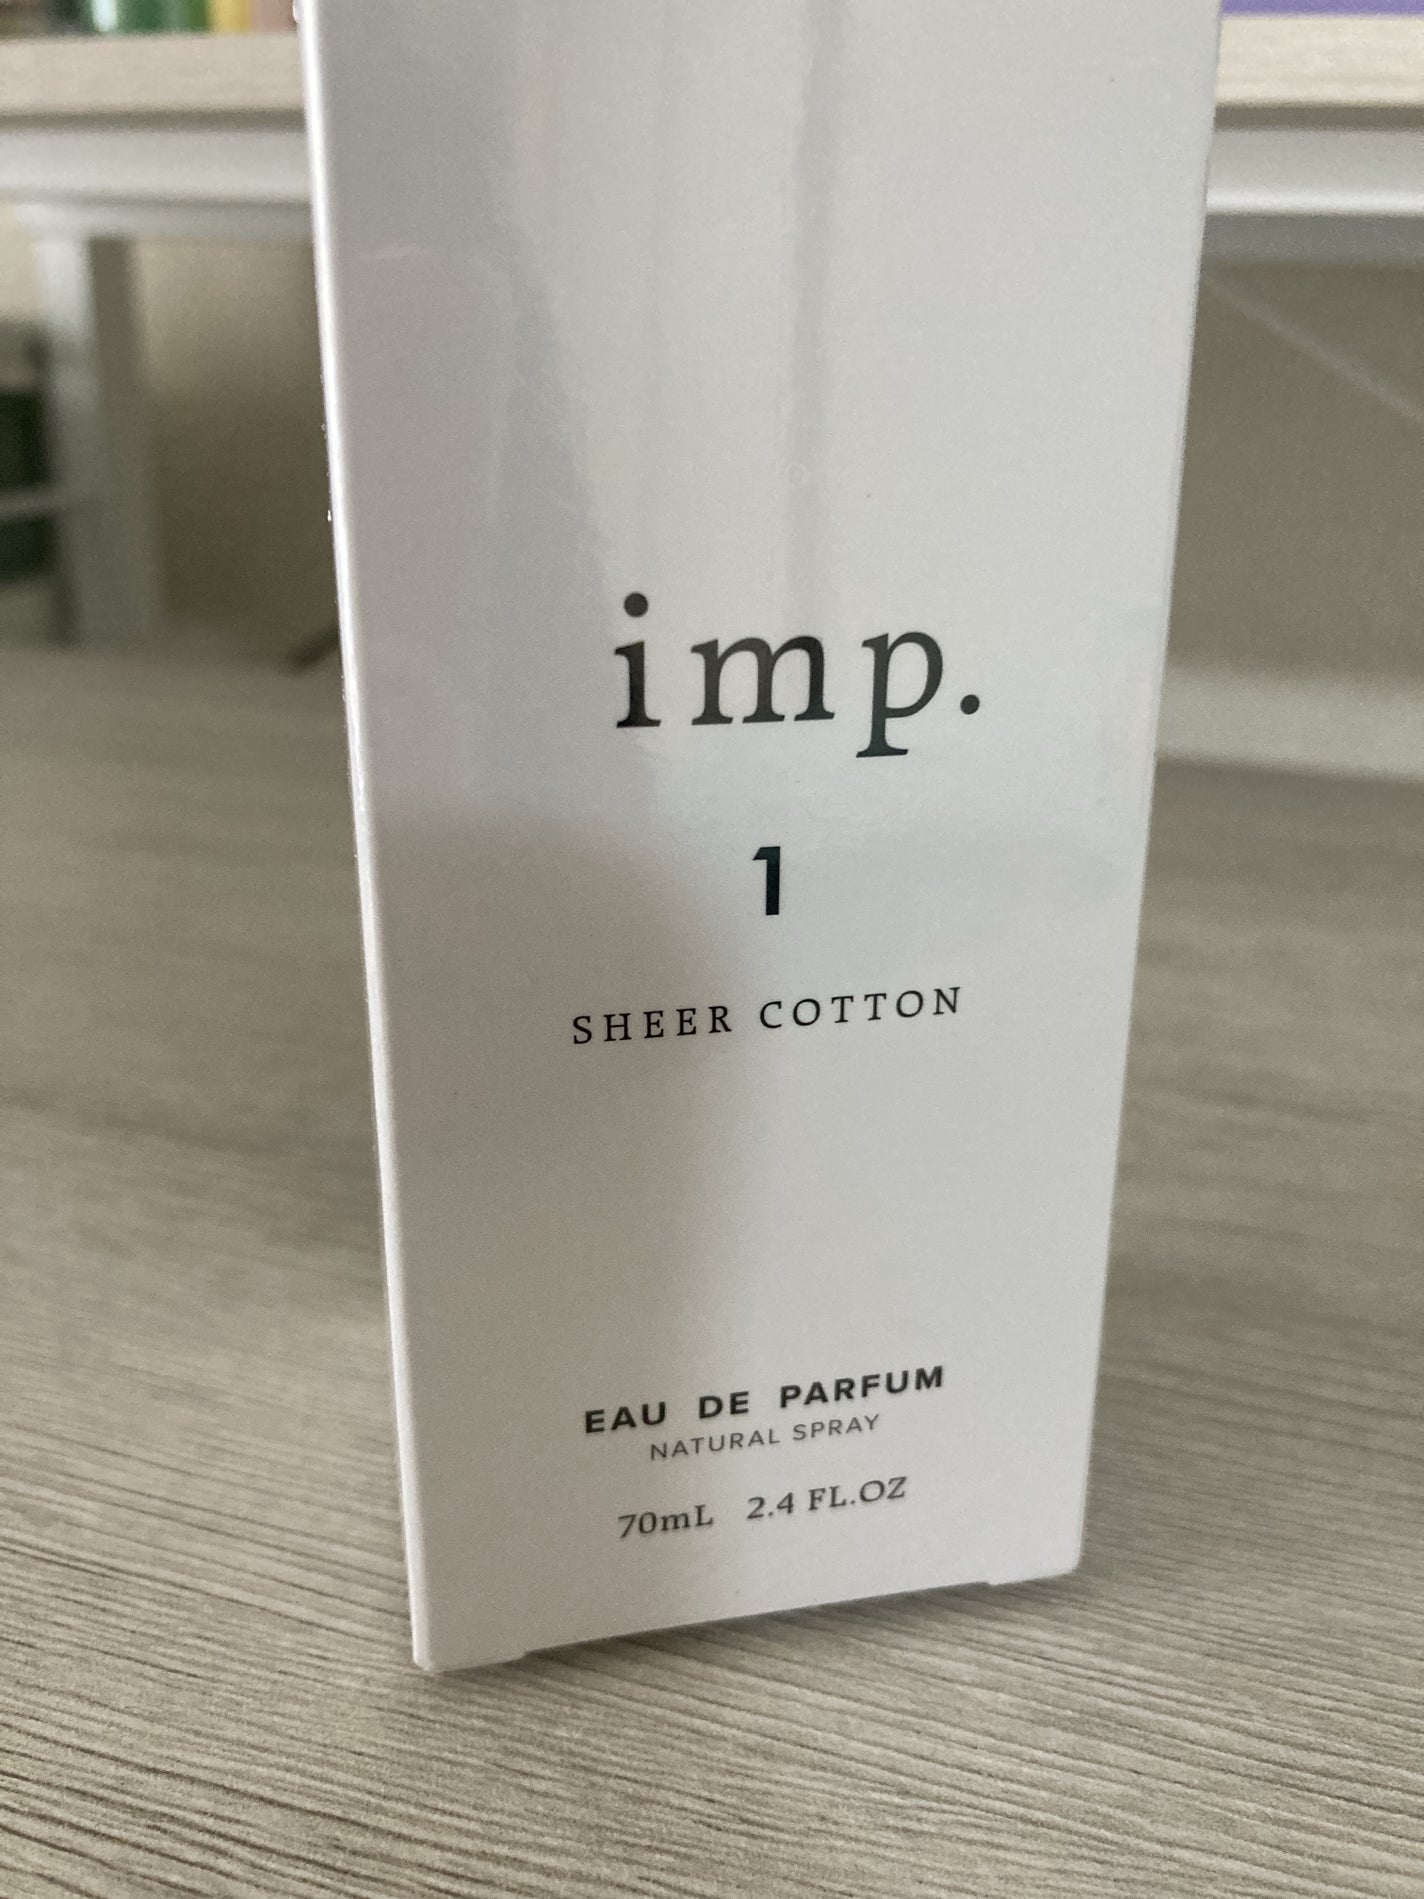 imp.
1
SHEER COTTON
EAU DE PARFUM
NATURAL SPRAY
70mL 2.4 FL.OZ